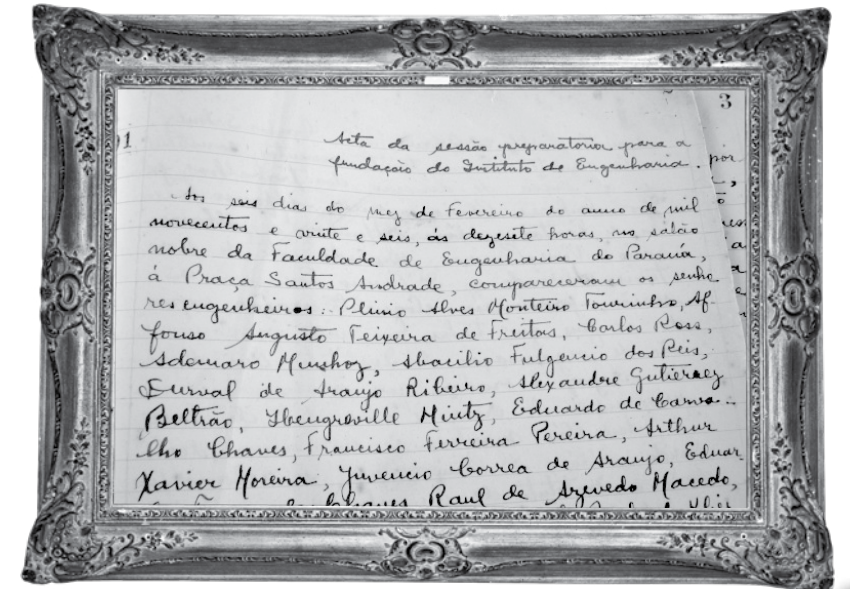 3
Acta da sessão preparatoria para a
fundação do Instituto de Engenharia.
Aos seis dias do mez de Fevereiro do anno de mil
novecentos e vinte e seis, ás dezesete horas, no salão
nobre da Faculdade de Engenharia do Paraná,
á Praça Santos Andrade, compareceram os senho
res engenheiros: Plinio Alves Monteiro Tourinho, Af-
fonso Augusto Teixeira de Freitas, Carlos Ross,
Ademaro Munhoz, Fulgencio dos Reis,
Durval de Araujo Ribeiro, Alexandre Gutierrez
Beltrão, Mintz, Eduardo de Carva-
lho Chaves, Francisco Ferreira Pereira, Arthur
Xavier Moreira, Juvencio Correa de Araujo, Eduar
Raul de Azevedo Macedo,